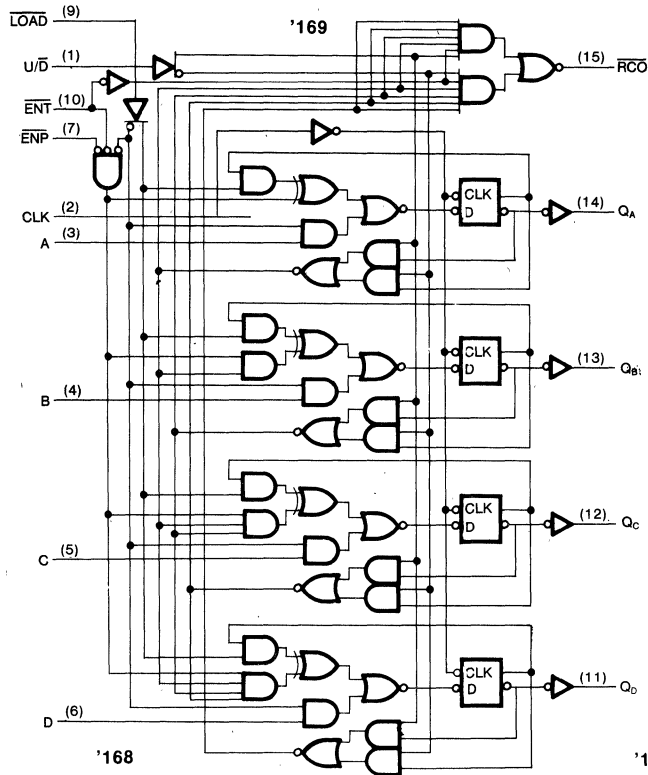 '169
LOAD (9)
U/D (1)
ENT (10)
ENP (7)
(15) RCO
CLK (2)
A (3)
CLK
D
(14) QA
CLK
D
(13) QB
B (4)
CLK
D
(12) QC
C (5)
CLK
D
(11) QD
D (6)
'168
'1